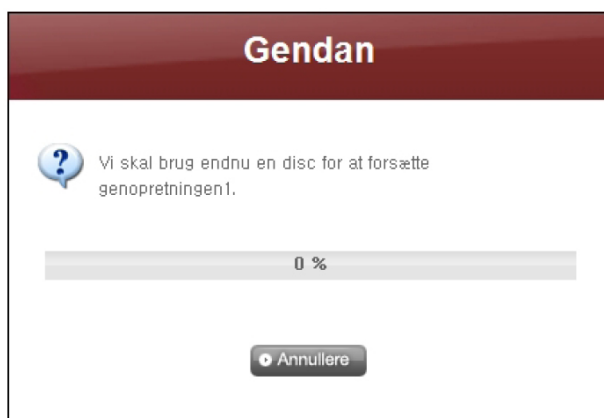 Gendan
Vi skal brug endnu en disc for at forsætte
genopretningen1.
0 %
Annullere